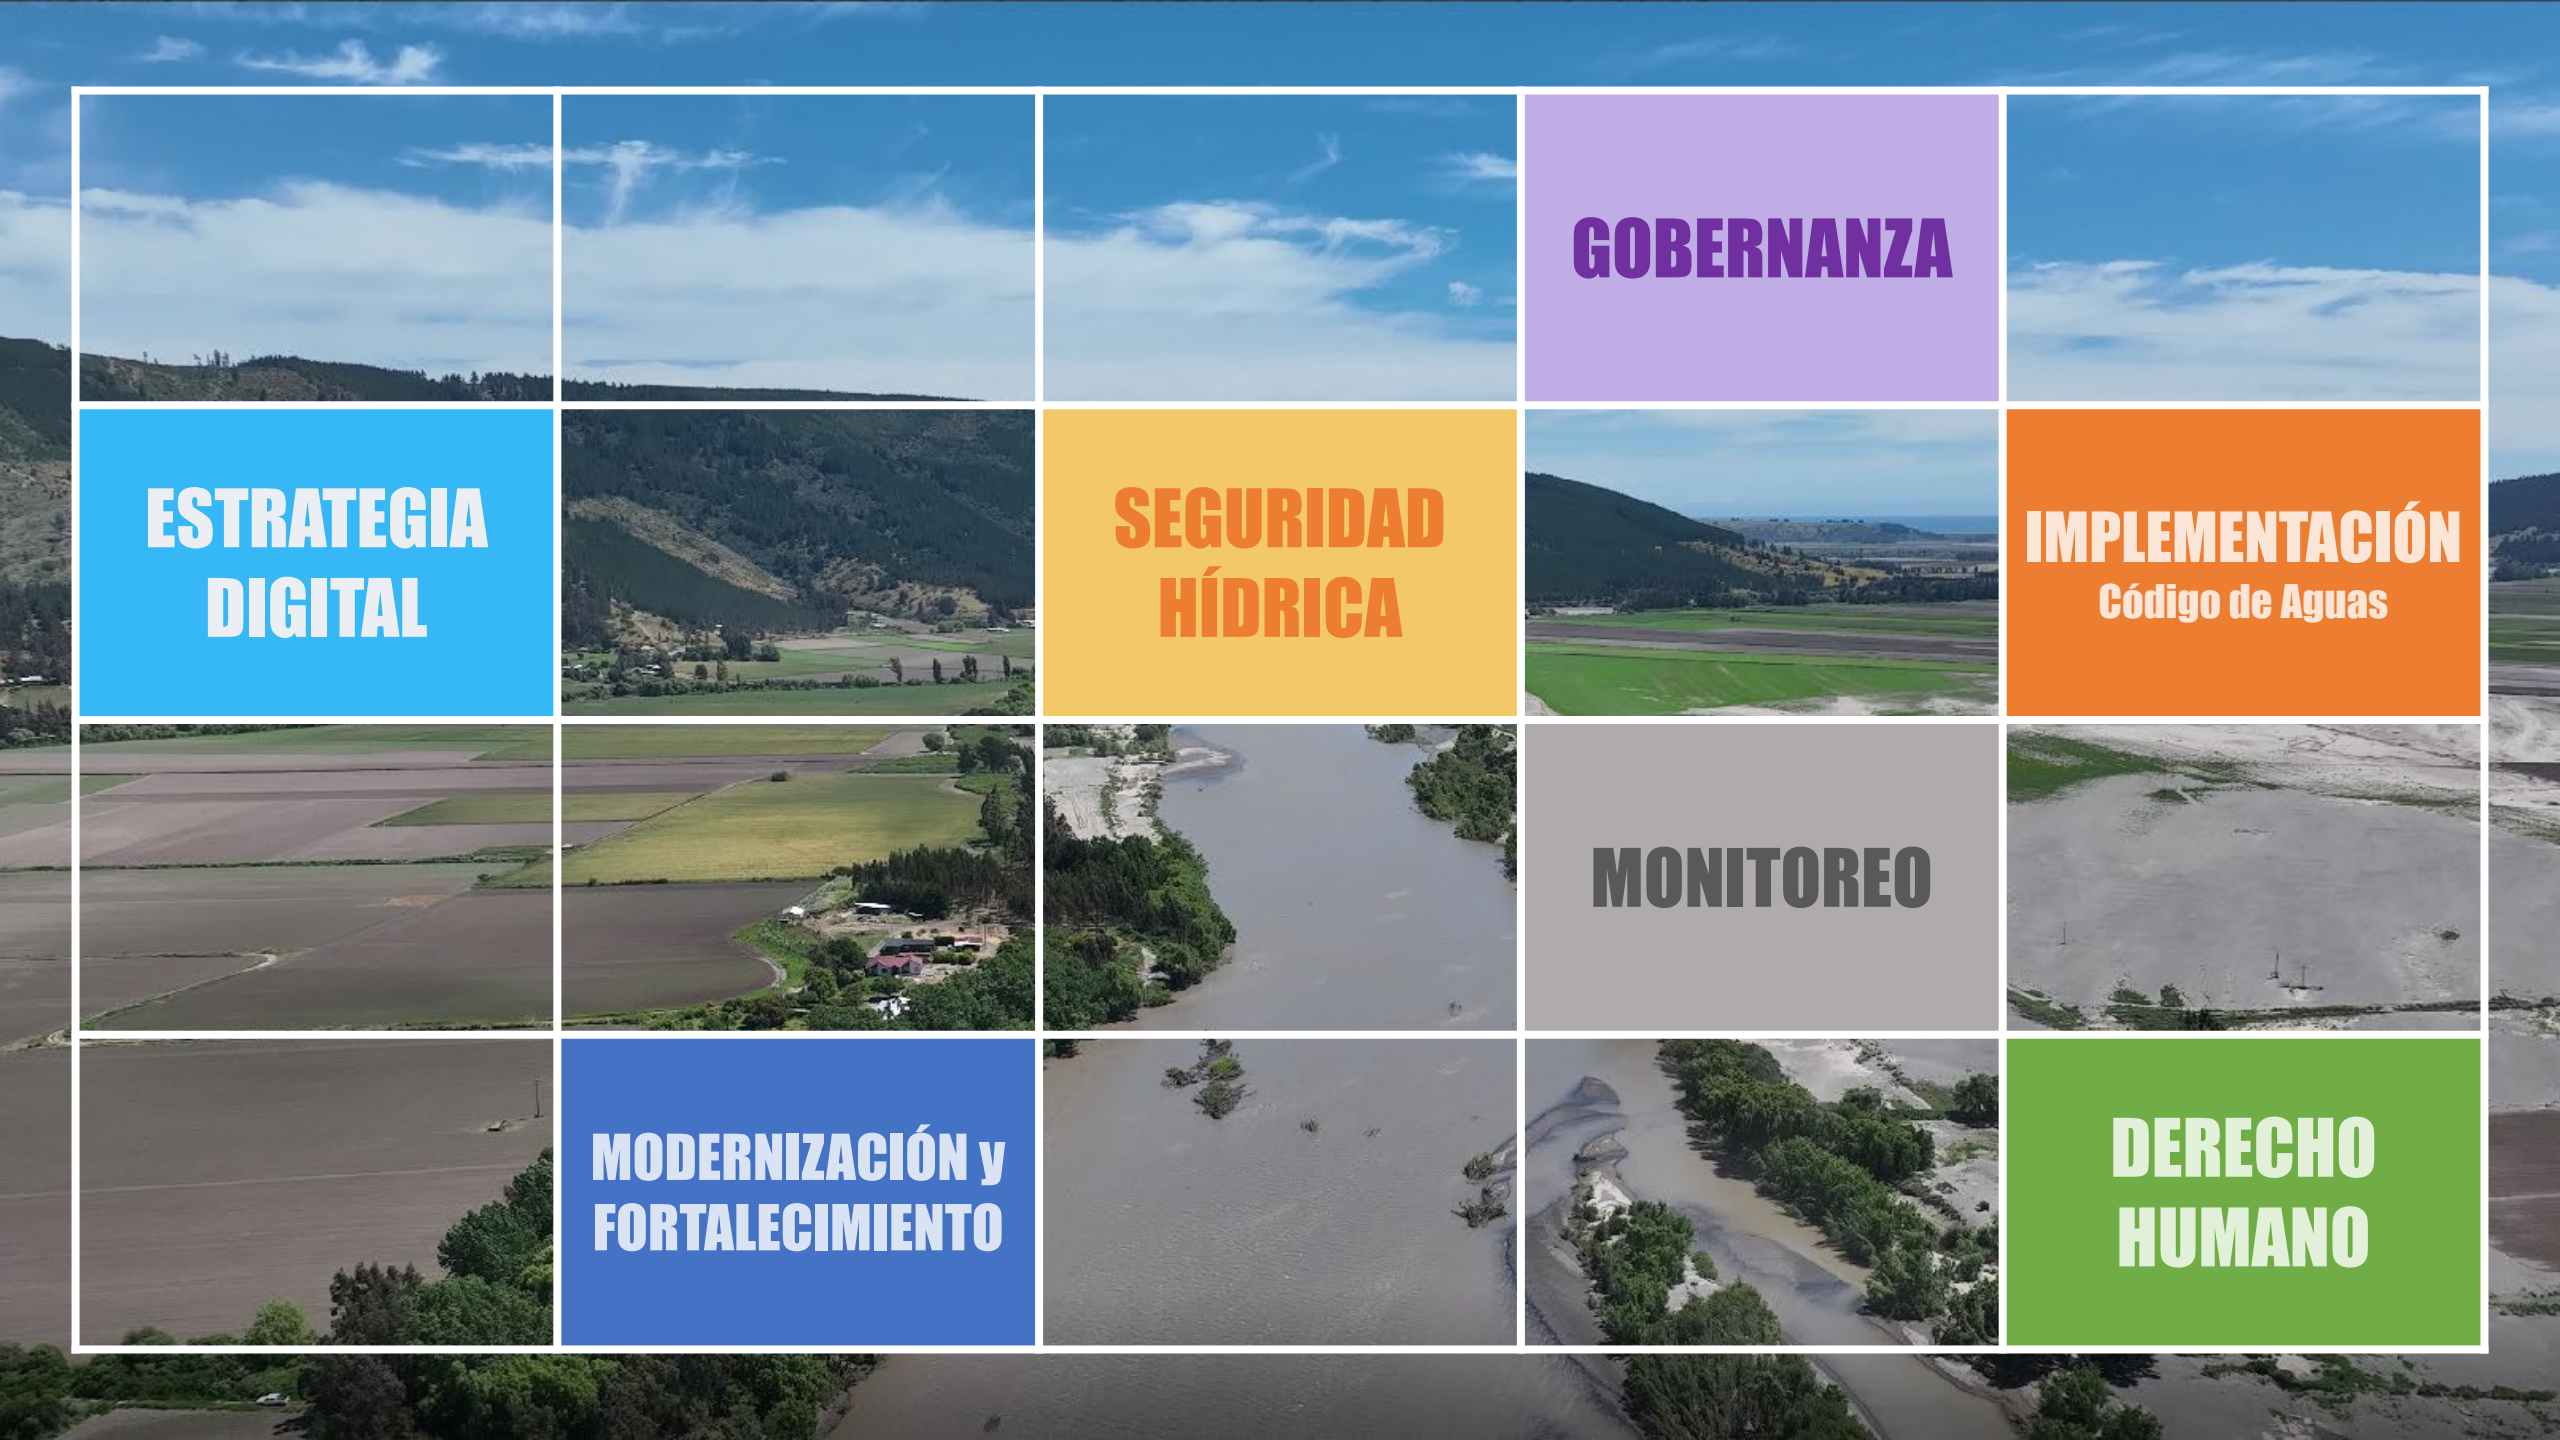 GOBERNANZA
ESTRATEGIA
DIGITAL
SEGURIDAD
HÍDRICA
IMPLEMENTACIÓN
Código de Aguas
MONITOREO
MODERNIZACIÓN y
FORTALECIMIENTO
DERECHO
HUMANO